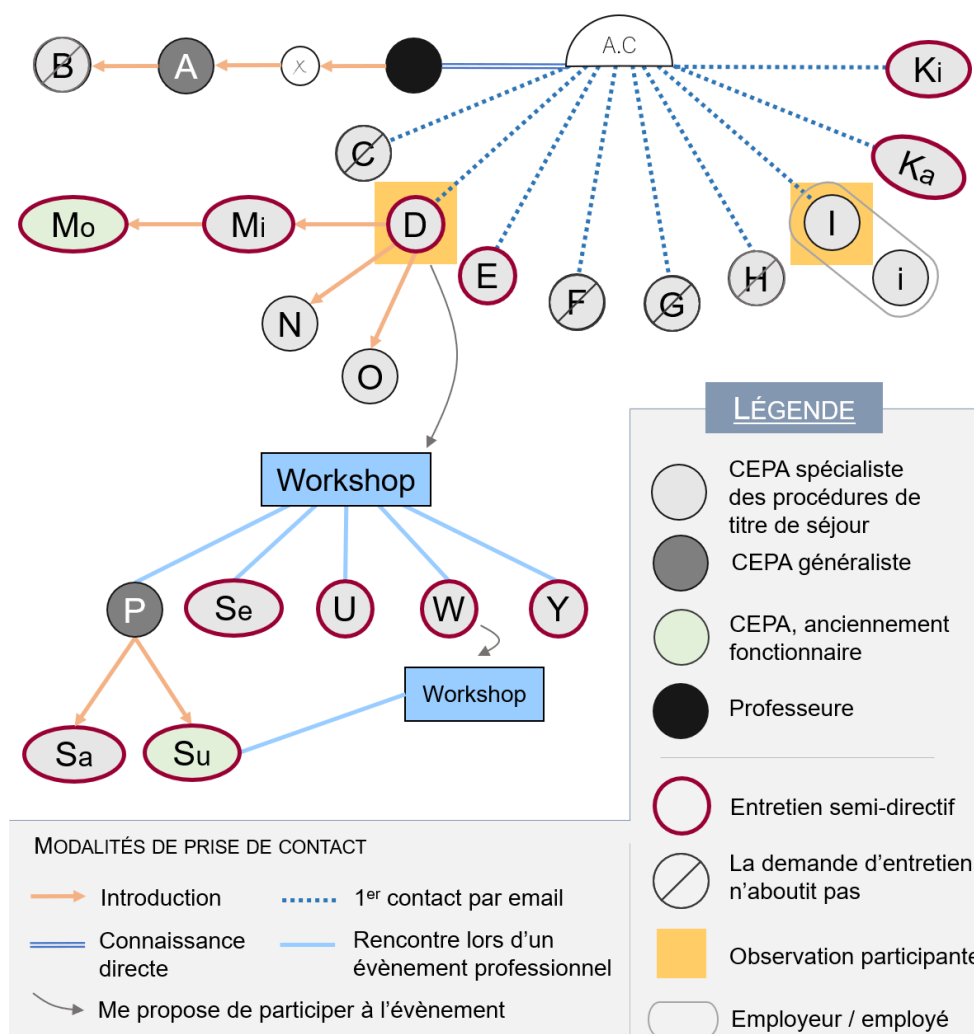 B
A
x
A.C
Ki
C
Ka
Mo
Mi
D
I
E
F
G
H
i
N
O
Workshop
P
Se
U
W
Y
Workshop
Sa
Su
LÉGENDE
CEPA spécialiste
des procédures de
titre de séjour
CEPA généraliste
CEPA, anciennement
fonctionnaire
Professeure
Entretien semi-directif
La demande d'entretien
n'aboutit pas
Observation participante
Employeur / employé
MODALITÉS DE PRISE DE CONTACT
Introduction
1er contact par email
Connaissance
directe
Rencontre lors d'un
évènement professionnel
Me propose de participer à l'évènement